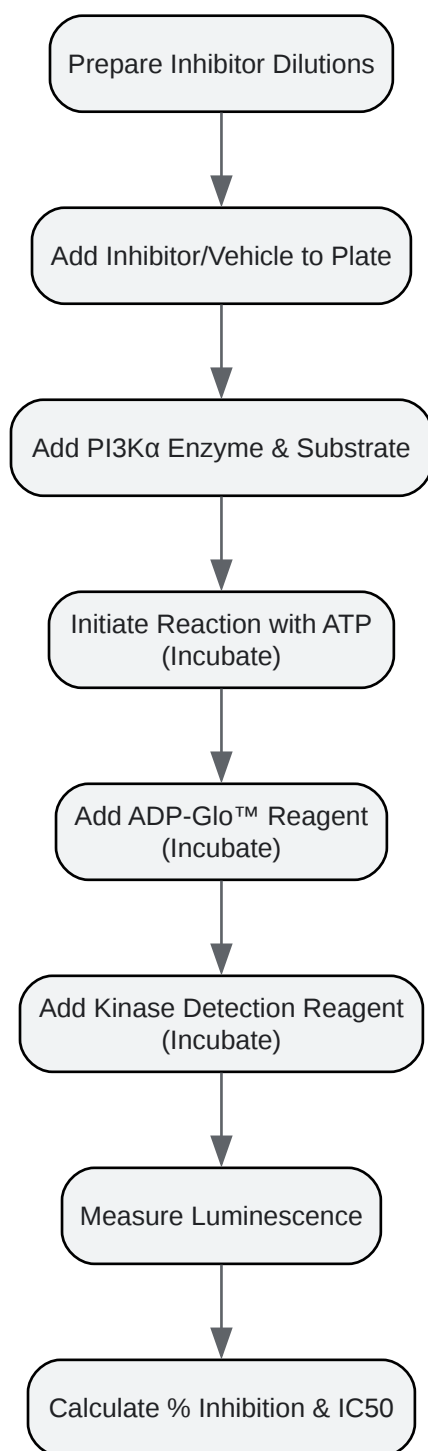 Prepare Inhibitor Dilutions
Add Inhibitor/Vehicle to Plate
Add PI3Kα Enzyme & Substrate
Initiate Reaction with ATP
(Incubate)
Add ADP-Glo™ Reagent
(Incubate)
Add Kinase Detection Reagent
(Incubate)
Measure Luminescence
Calculate % Inhibition & IC50